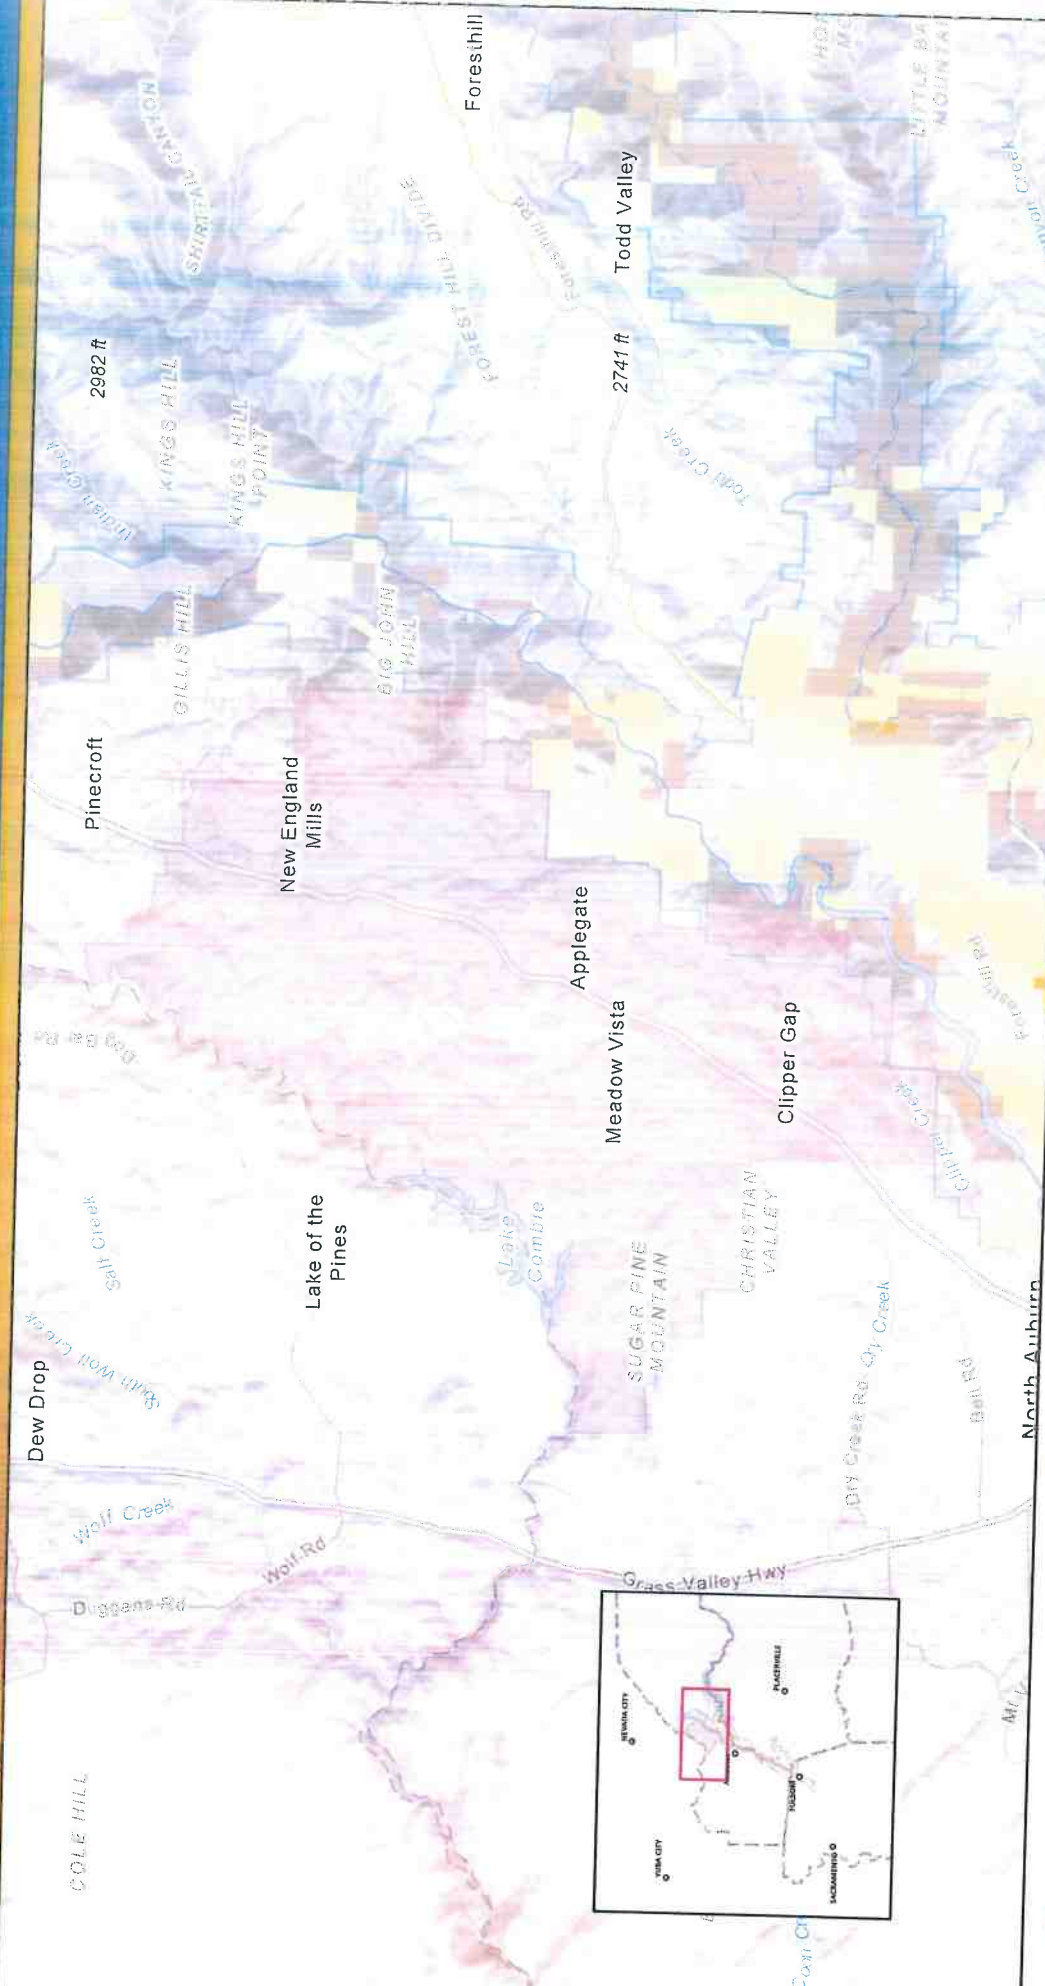 Dew Drop
South Wolf Creek
Salt Creek
Dog Bar Rd
Pinecroft
Indian Creek
2982 ft
SHIRTTAIL CANYON
COLE HILL
Duggans Rd
Wolf Creek
GILLIS HILL
KINGS HILL
KINGS HILL
POINT
Wolf Rd
Lake of the
Pines
New England
Mills
BIG JOHN
HILL
FOREST HILL DIVIDE
Foresthill
Lake
Combie
Applegate
Foresthill Rd
Meadow Vista
2741 ft
Todd Valley
SUGAR PINE
MOUNTAIN
Todd Creek
Grass Valley Hwy
CHRISTIAN
VALLEY
Clipper Gap
Dry Creek Rd
Dry Creek
Clipper Creek
Bell Rd
Foresthill Rd
North Auburn
NEVADA CITY
YUBA CITY
PLACERVILLE
FOLSOM
SACRAMENTO